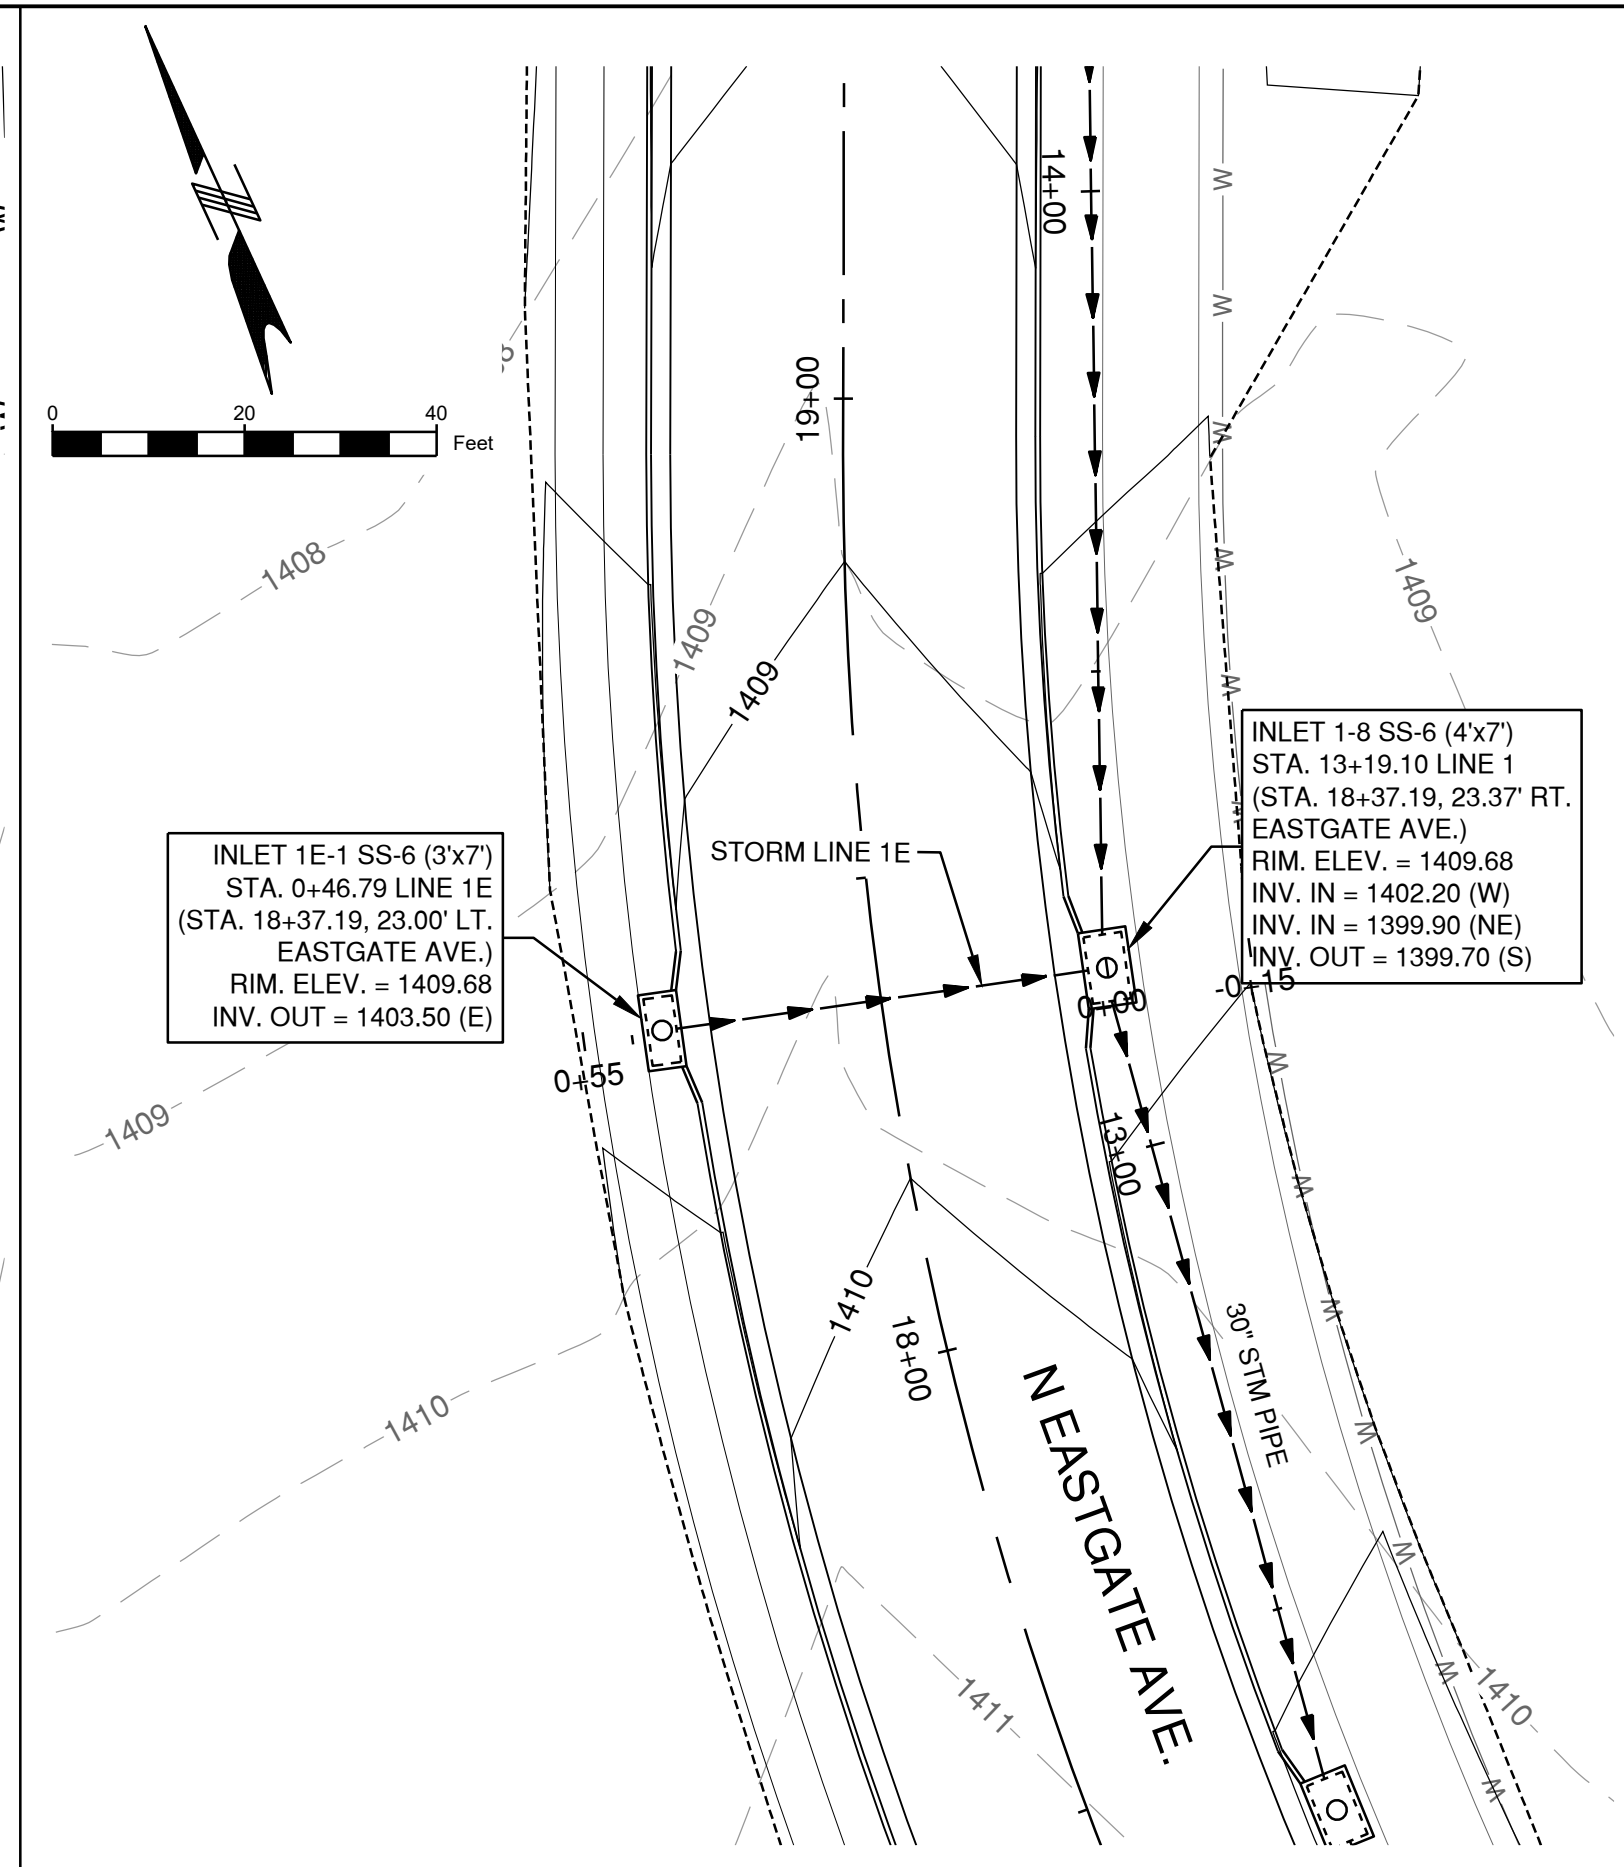 14+00
W
W
19+00
0
20
40
Feet
W
1408
W
1409
1409
1409
W
INLET 1-8 SS-6 (4'x7')
STA. 13+19.10 LINE 1
(STA. 18+37.19, 23.37' RT.
EASTGATE AVE.)
RIM. ELEV. = 1409.68
INV. IN = 1402.20 (W)
INV. IN = 1399.90 (NE)
INV. OUT = 1399.70 (S)
STORM LINE 1E
INLET 1E-1 SS-6 (3'x7')
STA. 0+46.79 LINE 1E
(STA. 18+37.19, 23.00' LT.
EASTGATE AVE.)
RIM. ELEV. = 1409.68
INV. OUT = 1403.50 (E)
-0+15
0+00
0+55
W
1409
13+00
W
1410
W
18+00
30" STM PIPE
1410
W
N EASTGATE AVE.
W
W
1410
1411
W